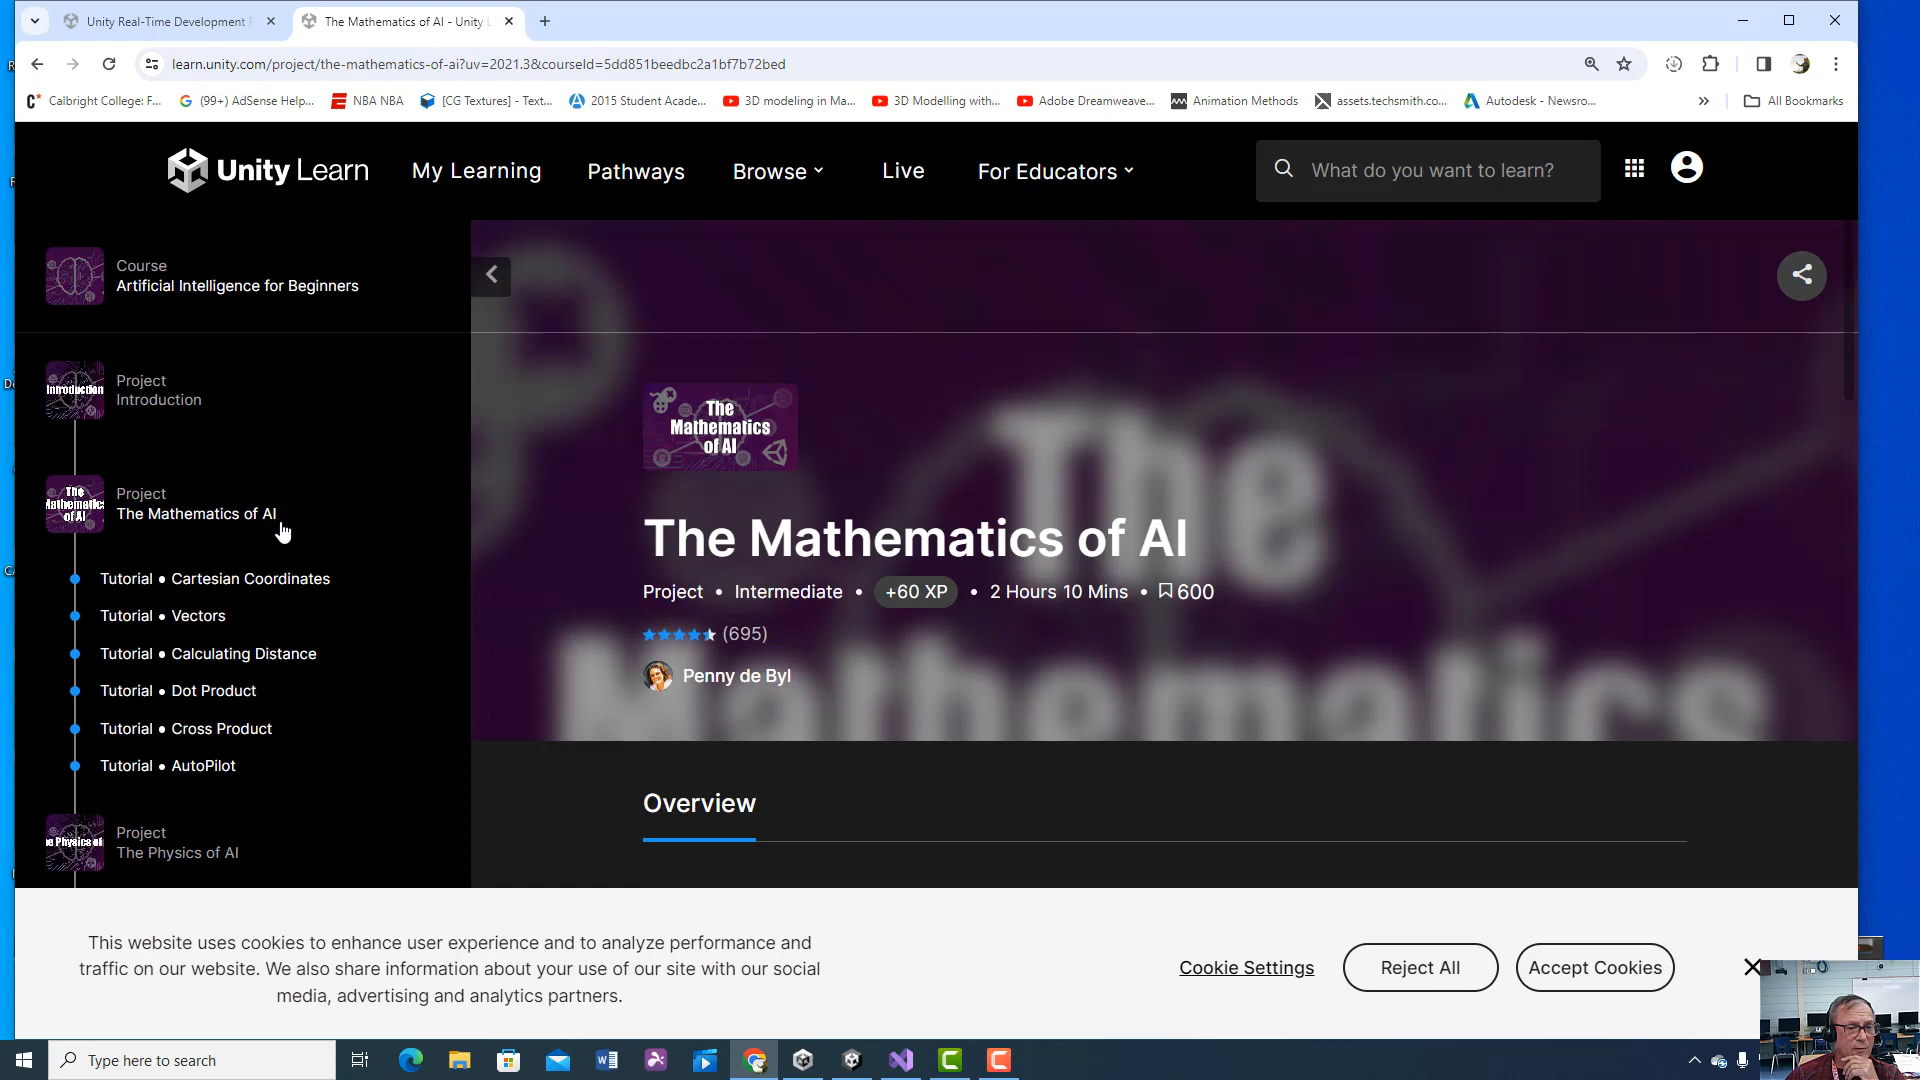 Unity Real-Time Development P
The Mathematics of AI - Unity L
learn.unity.com/project/the-mathematics-of-ai?uv=2021.3&courseId=5dd851beedbc2a1bf7b72bed
Calbright College: F...
(99+) AdSense Help...
NBA NBA
[CG Textures] - Text...
2015 Student Acade...
3D modeling in Ma...
3D Modelling with...
Adobe Dreamweave...
Animation Methods
assets.techsmith.co...
Autodesk - Newsro...
All Bookmarks
Unity Learn
My Learning
Pathways
Browse
Live
For Educators
What do you want to learn?
Course
Artificial Intelligence for Beginners
Introduction
Project
Introduction
The
Mathematics
of AI
Project
The Mathematics of AI
Tutorial • Cartesian Coordinates
Tutorial • Vectors
Tutorial • Calculating Distance
Tutorial • Dot Product
Tutorial • Cross Product
Tutorial • AutoPilot
Project
The Physics of AI
The
Mathematics
of AI
The
Mathematics
The Mathematics of AI
Project • Intermediate • +60 XP • 2 Hours 10 Mins • 600
(695)
Penny de Byl
Overview
This website uses cookies to enhance user experience and to analyze performance and
traffic on our website. We also share information about your use of our site with our social
media, advertising and analytics partners.
Cookie Settings
Reject All
Accept Cookies
Type here to search